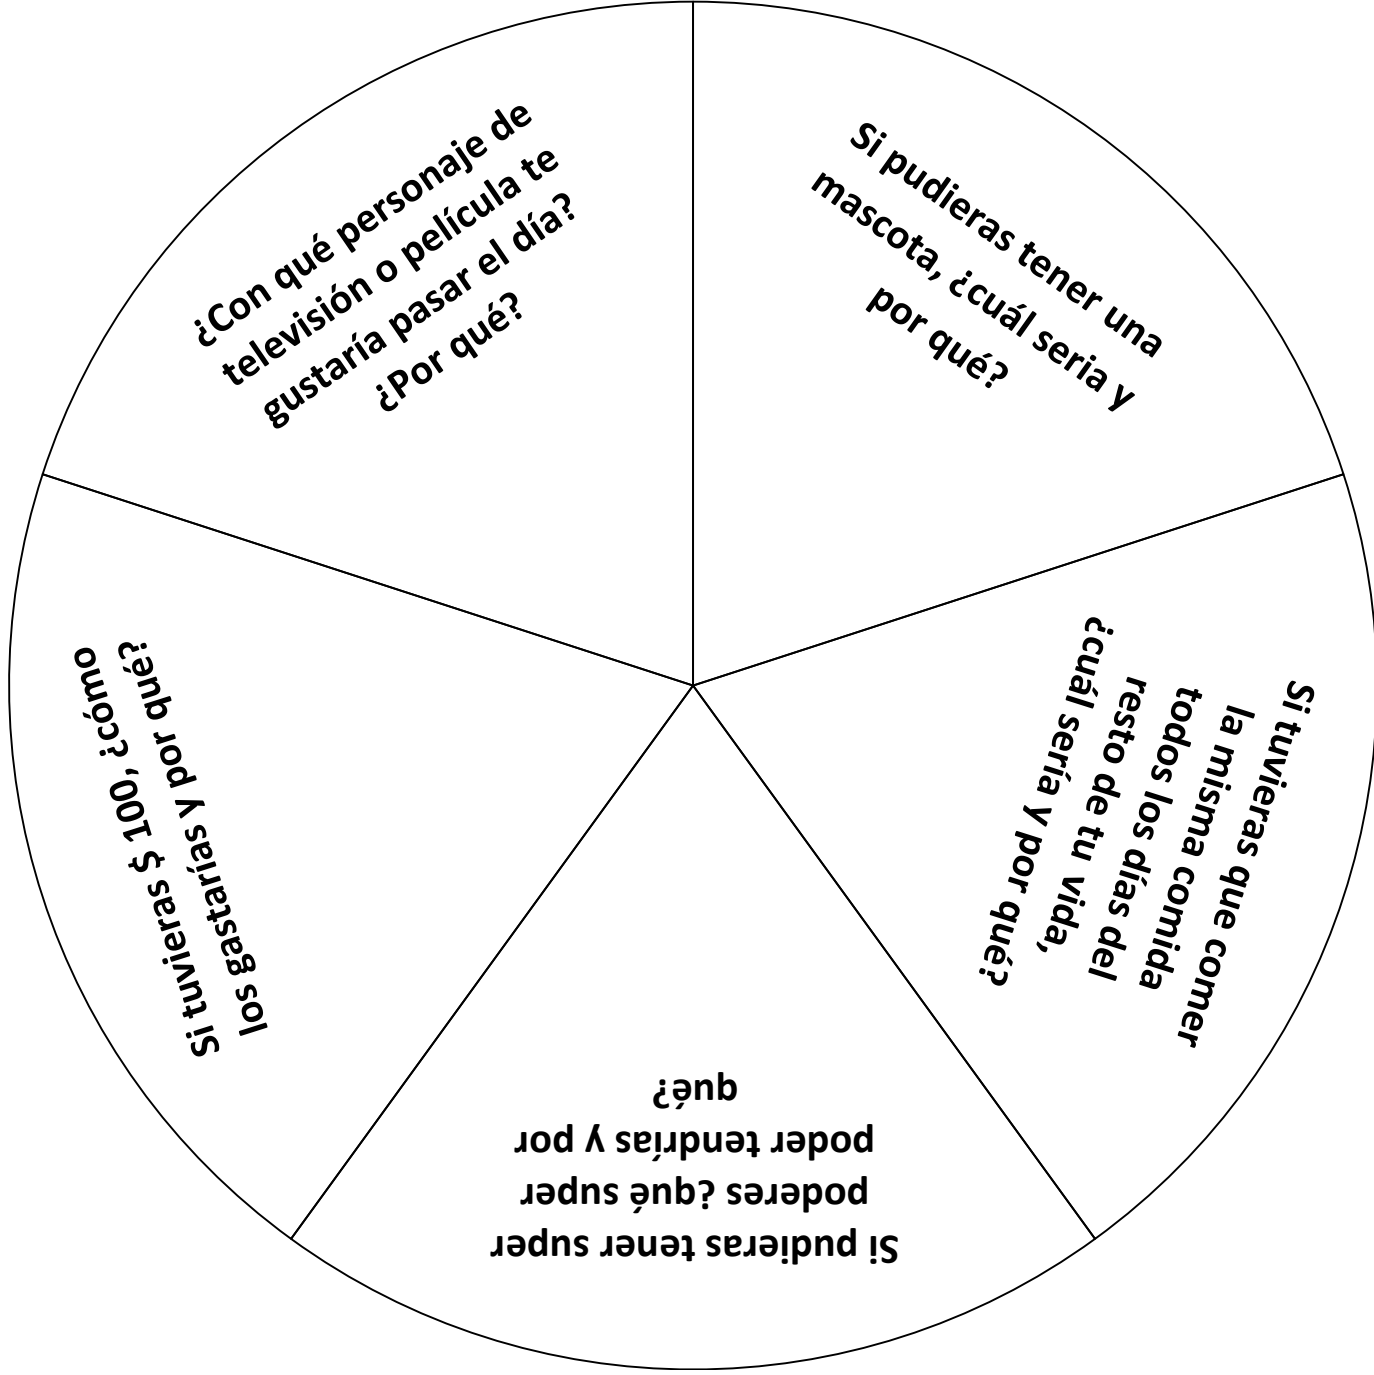 Si pudieras tener una
mascota, ¿cuál seria y
por qué?
Si tuvieras que comer
la misma comida
todos los días del
resto de tu vida,
¿cuál sería y por qué?
Si pudieras tener super
poderes ¿qué super
poder tendrías y por
qué?
Si tuvieras $ 100, ¿cómo
los gastarías y por qué?
¿Con qué personaje de
televisión o película te
gustaría pasar el día?
¿Por qué?